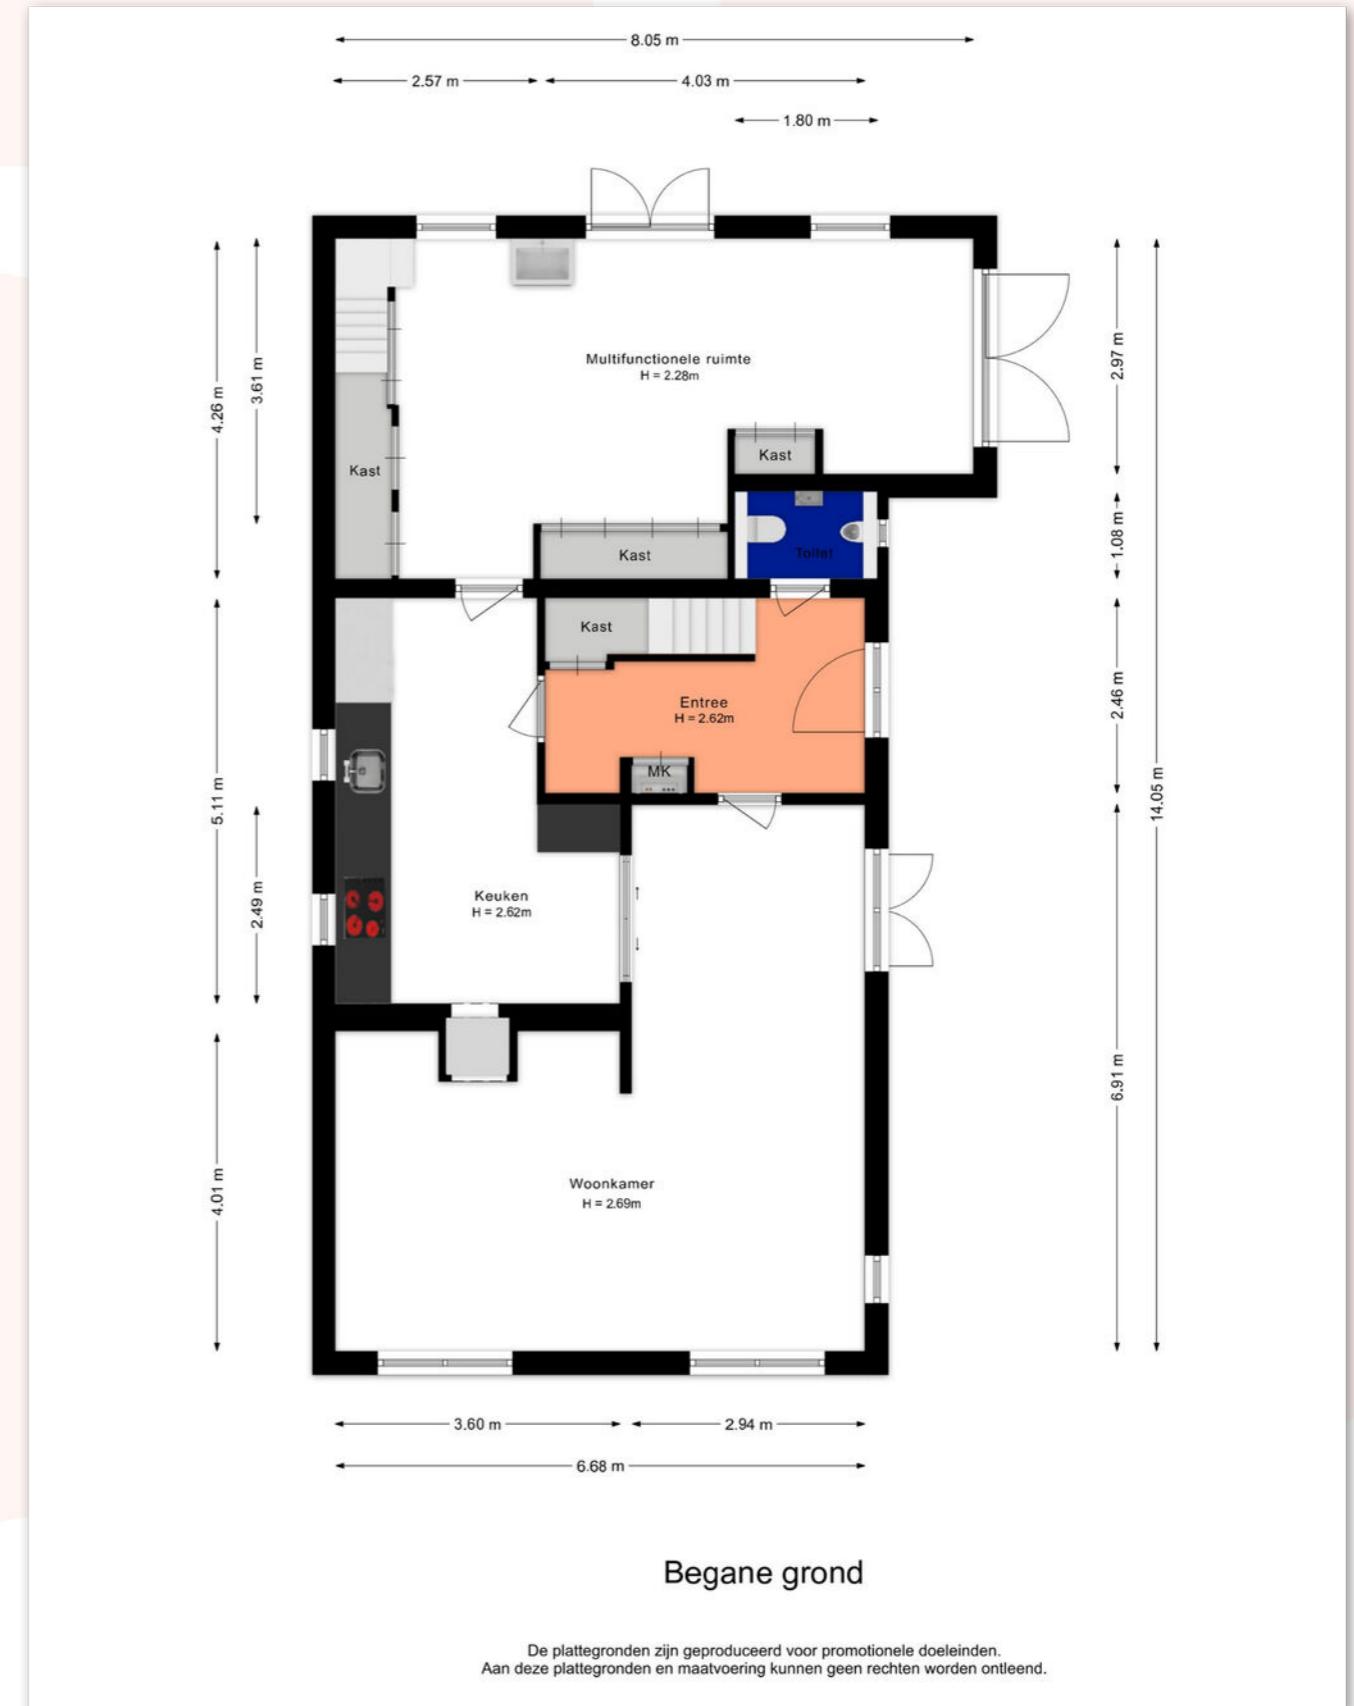 8.05 m
2.57 m
4.03 m
1.80 m
4.26 m
3.61 m
2.97 m
Multifunctionele ruimte
H = 2.28m
Kast
Kast
Kast
Toilet
1.08 m
14.05 m
5.11 m
2.49 m
Kast
Entree
H = 2.62m
MK
2.46 m
Keuken
H = 2.62m
4.01 m
6.91 m
Woonkamer
H = 2.69m
3.60 m
2.94 m
6.68 m
Begane grond
De plattegronden zijn geproduceerd voor promotionele doeleinden.
Aan deze plattegronden en maatvoering kunnen geen rechten worden ontleend.